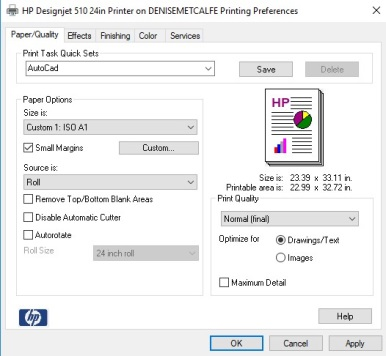 HP Designjet 510 24in Printer on DENISEMETCALFE Printing Preferences
Paper/Quality Effects Finishing Color Services
Print Task Quick Sets
AutoCad
Save Delete
Paper Options
Size is:
Custom 1: ISO A1
Small Margins Custom...
Source is:
Roll
Remove Top/Bottom Blank Areas
Disable Automatic Cutter
Autorotate
Roll Size 24 inch roll
HP
Size is: 23.39 x 33.11 in.
Printable area is: 22.99 x 32.72 in.
Print Quality
Normal (final)
Optimize for Drawings/Text
Images
Maximum Detail
hp
Help
OK Cancel Apply